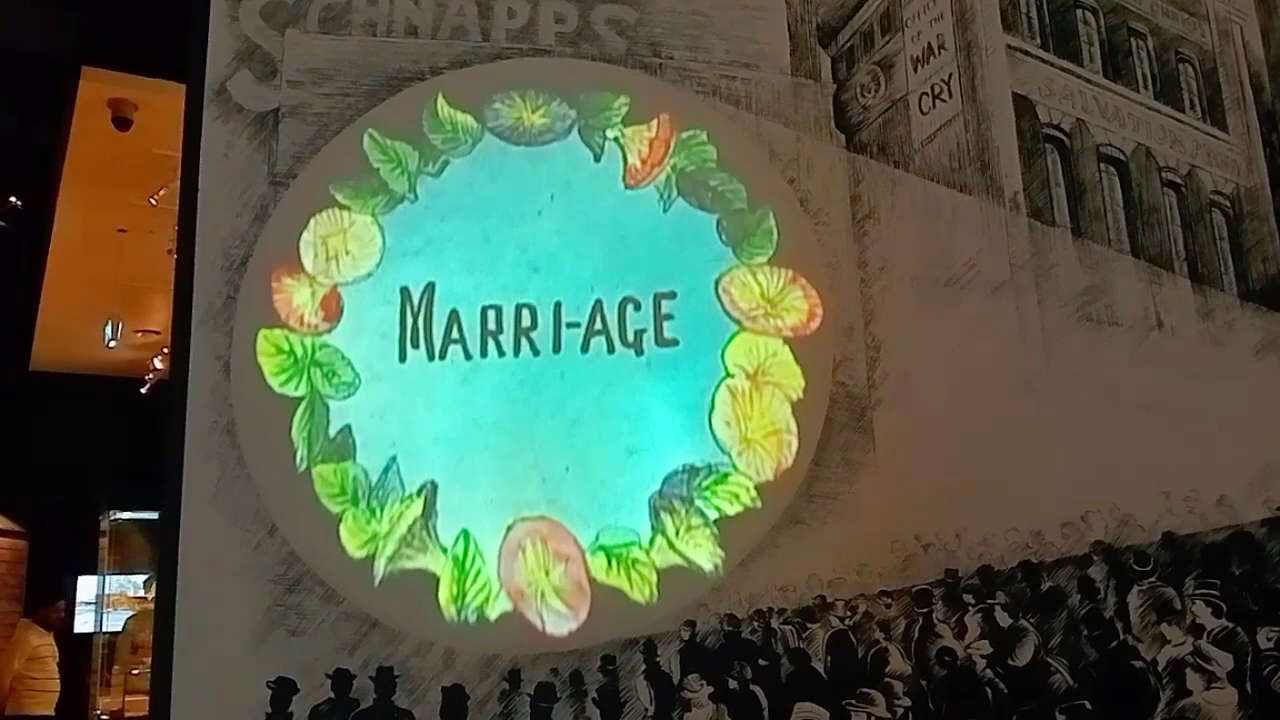 SCHNAPPS
OFFICE
OF THE
WAR
CRY
SALVATION
MARRI-AGE